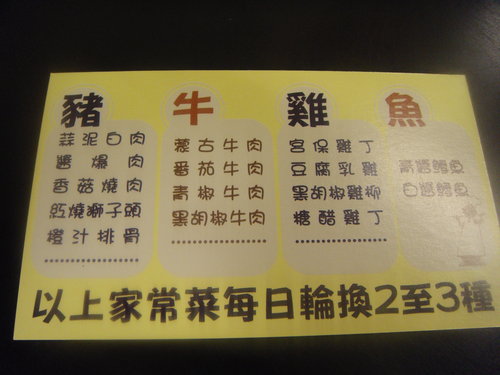 豬
蒜泥白肉
醬爆肉
香菇燒肉
紅燒獅子頭
橙汁排骨
牛
蒙古牛肉
番茄牛肉
青椒牛肉
黑胡椒牛肉
雞
宮保雞丁
豆腐乳雞
黑胡椒雞柳
糖醋雞丁
魚
青醬鯛魚
白醬鯛魚
以上家常菜每日輪換2至3種